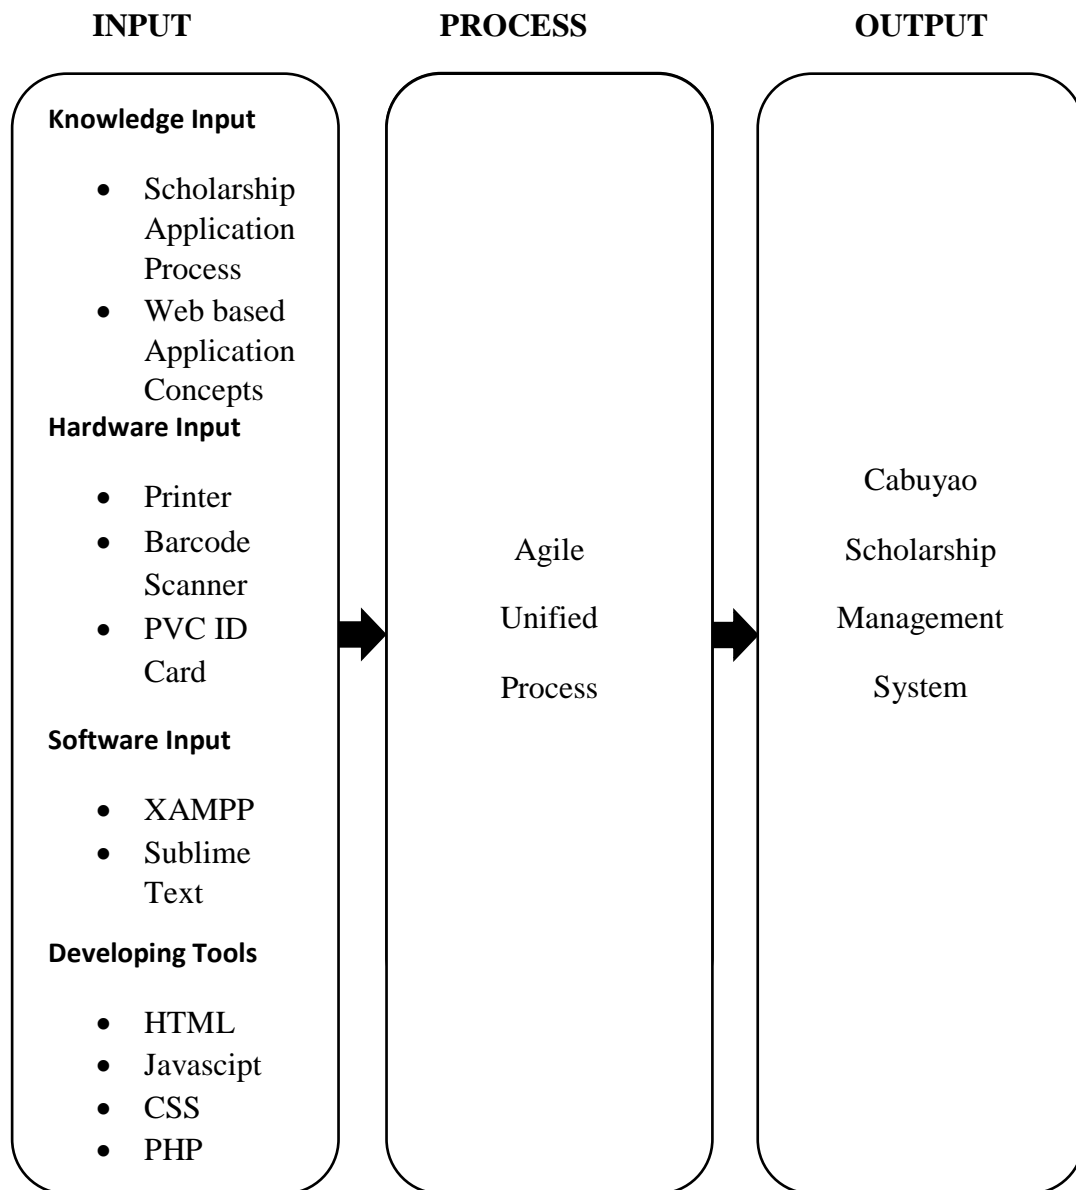 INPUT
Knowledge Input
• Scholarship
Application
Process
• Web based
Application
Concepts
Hardware Input
• Printer
• Barcode
Scanner
• PVC ID
Card
Software Input
• XAMPP
• Sublime
Text
Developing Tools
• HTML
• Javascipt
• CSS
• PHP
PROCESS
Agile
Unified
Process
OUTPUT
Cabuyao
Scholarship
Management
System